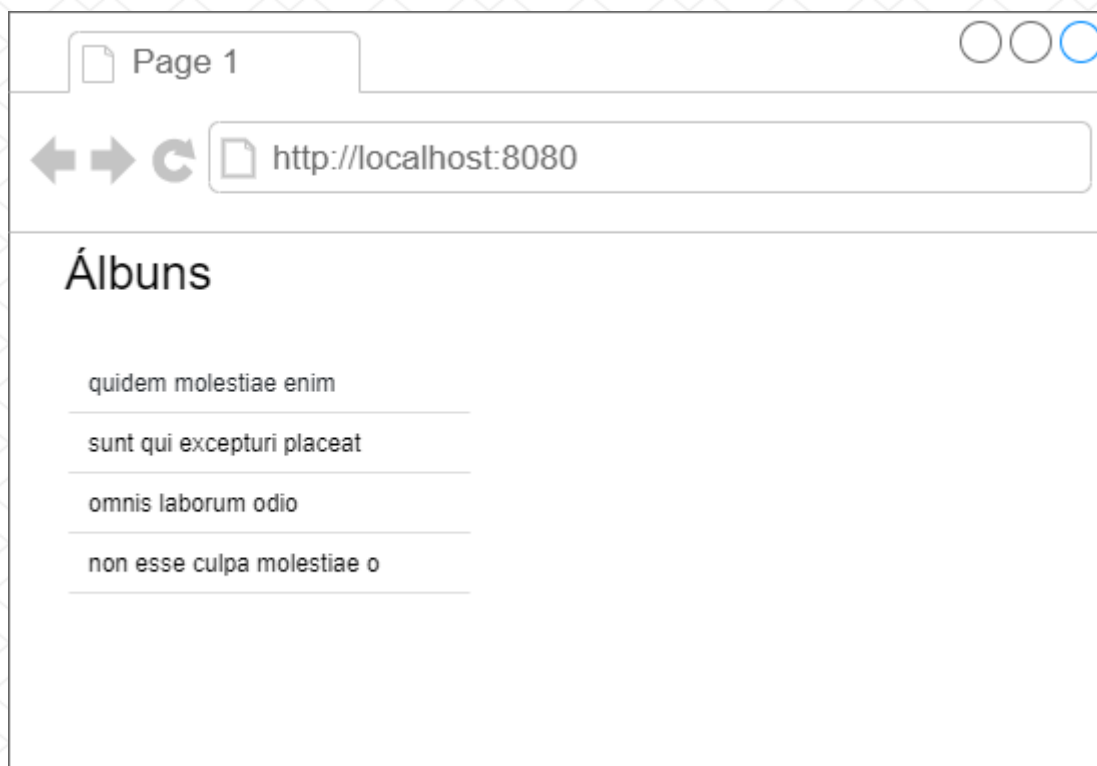 Page 1
http://localhost:8080
Álbuns
quidem molestiae enim
sunt qui excepturi placeat
omnis laborum odio
non esse culpa molestiae o